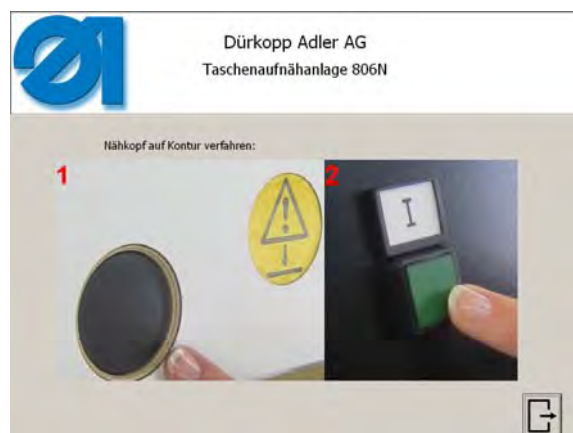 Dürkopp Adler AG
Taschenaufnähanlage 806N
Nähkopf auf Kontur verfahren:
1
2
I